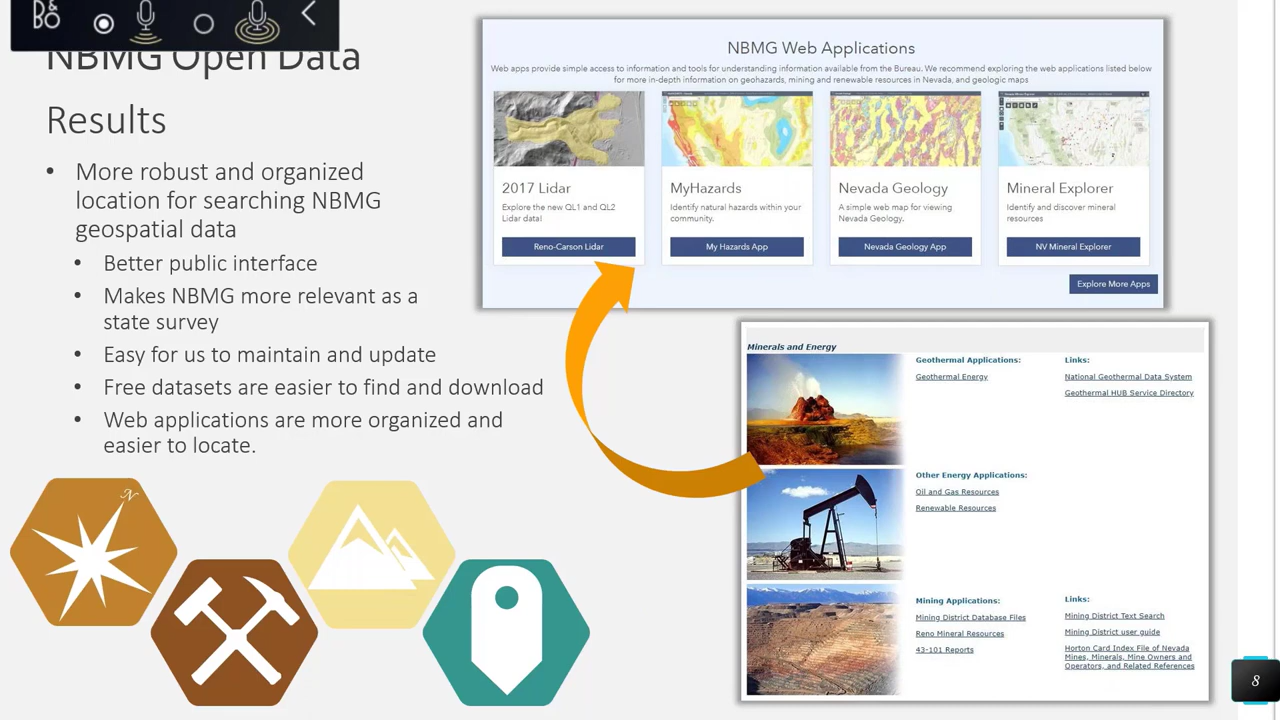 B&O
NBMG Open Data
Results
• More robust and organized
location for searching NBMG
geospatial data
• Better public interface
• Makes NBMG more relevant as a
state survey
• Easy for us to maintain and update
• Free datasets are easier to find and download
• Web applications are more organized and
easier to locate.
N
NBMG Web Applications
Web apps provide simple access to information and tools for understanding information available from the Bureau. We recommend exploring the web applications listed below
for more in-depth information on geohazards, mining and renewable resources in Nevada, and geologic maps
2017 Lidar
Explore the new QL1 and QL2
Lidar data!
Reno-Carson Lidar
MyHazards
Identify natural hazards within your
community.
My Hazards App
Nevada Geology
A simple web map for viewing
Nevada Geology.
Nevada Geology App
Mineral Explorer
Identify and discover mineral
resources
NV Mineral Explorer
Explore More Apps
Minerals and Energy
Geothermal Applications:
Geothermal Energy
Links:
National Geothermal Data System
Geothermal HUB Service Directory
Other Energy Applications:
Oil and Gas Resources
Renewable Resources
Mining Applications:
Mining District Database Files
Reno Mineral Resources
43-101 Reports
Links:
Mining District Text Search
Mining District user guide
Horton Card Index File of Nevada
Mines, Minerals, Mine Owners and
Operators, and Related References
8